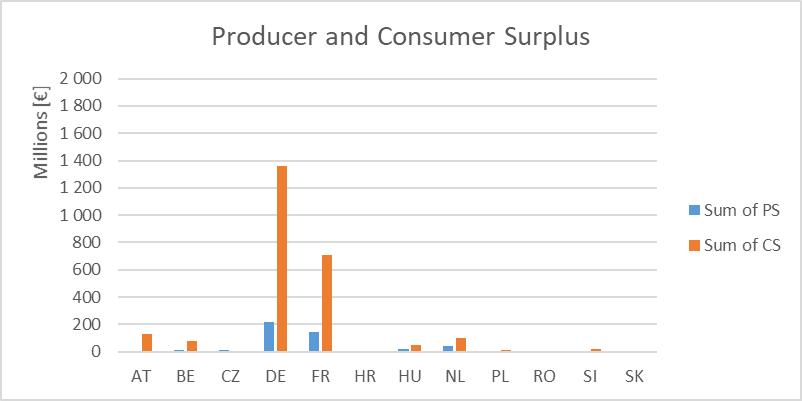 Producer and Consumer Surplus
Millions [€]
2 000
1 800
1 600
1 400
1 200
1 000
800
600
400
200
0
AT BE CZ DE FR HR HU NL PL RO SI SK
Sum of PS
Sum of CS